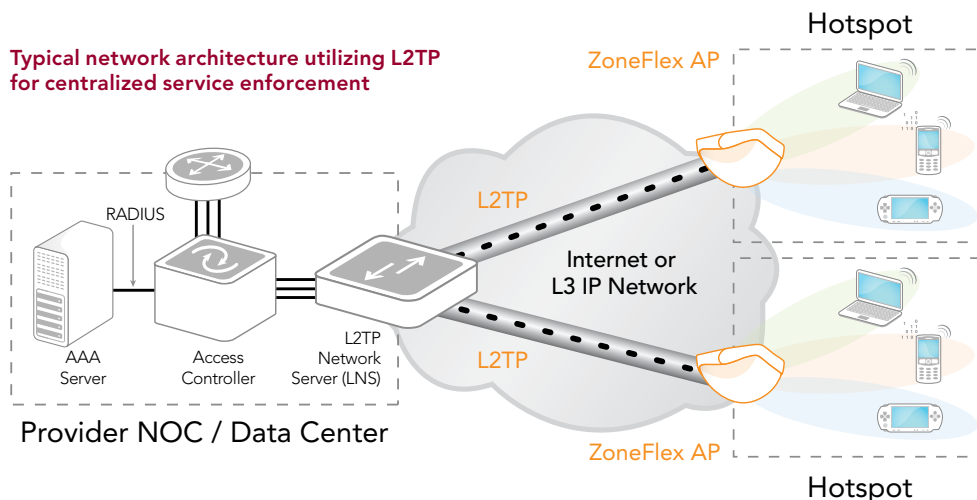 Typical network architecture utilizing L2TP
for centralized service enforcement
Hotspot
ZoneFlex AP
RADIUS
L2TP
Internet or
L3 IP Network
L2TP
AAA
Server
Access
Controller
L2TP
Network
Server (LNS)
Provider NOC / Data Center
ZoneFlex AP
Hotspot